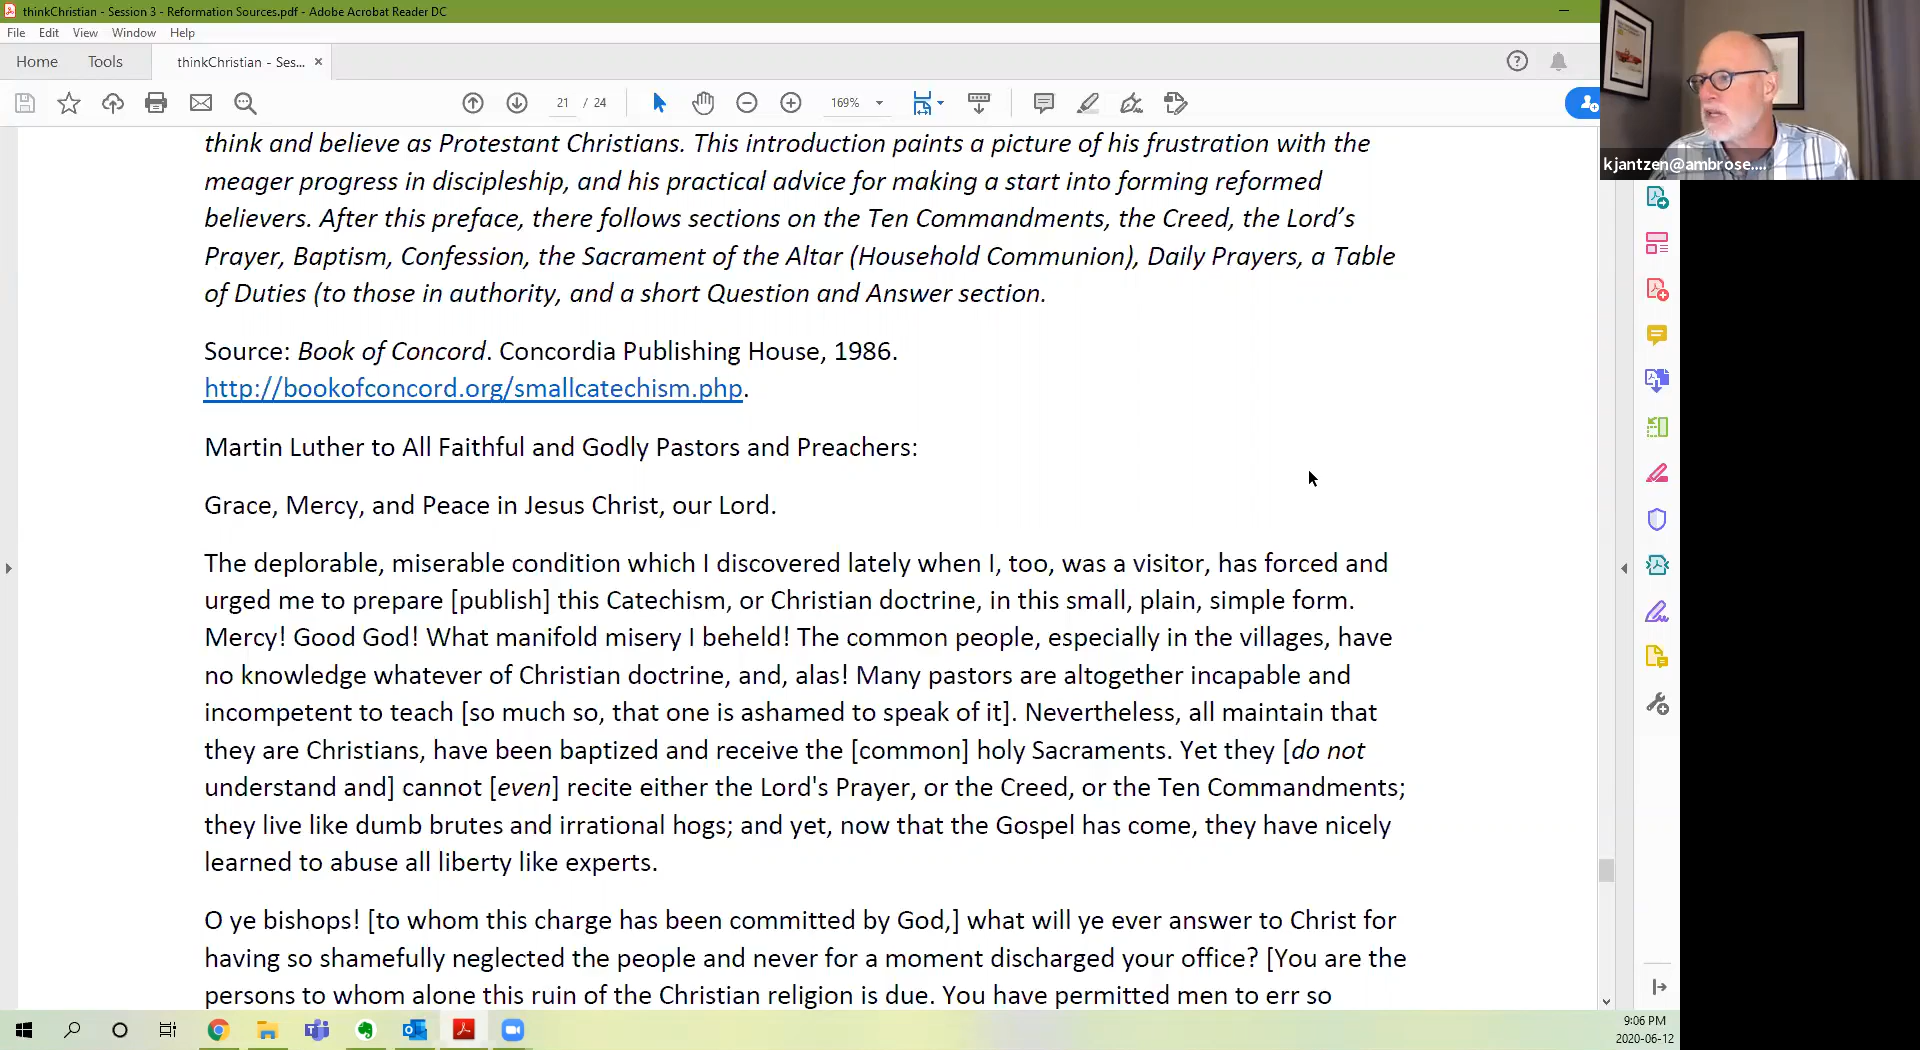 thinkChristian - Session 3 - Reformation Sources.pdf - Adobe Acrobat Reader DC
File Edit View Window Help
Home Tools thinkChristian - Ses... ×
21 / 24 169%
kjantzen@ambrose....
think and believe as Protestant Christians. This introduction paints a picture of his frustration with the
meager progress in discipleship, and his practical advice for making a start into forming reformed
believers. After this preface, there follows sections on the Ten Commandments, the Creed, the Lord’s
Prayer, Baptism, Confession, the Sacrament of the Altar (Household Communion), Daily Prayers, a Table
of Duties (to those in authority, and a short Question and Answer section.
Source: Book of Concord. Concordia Publishing House, 1986.
http://bookofconcord.org/smallcatechism.php.
Martin Luther to All Faithful and Godly Pastors and Preachers:
Grace, Mercy, and Peace in Jesus Christ, our Lord.
The deplorable, miserable condition which I discovered lately when I, too, was a visitor, has forced and
urged me to prepare [publish] this Catechism, or Christian doctrine, in this small, plain, simple form.
Mercy! Good God! What manifold misery I beheld! The common people, especially in the villages, have
no knowledge whatever of Christian doctrine, and, alas! Many pastors are altogether incapable and
incompetent to teach [so much so, that one is ashamed to speak of it]. Nevertheless, all maintain that
they are Christians, have been baptized and receive the [common] holy Sacraments. Yet they [do not
understand and] cannot [even] recite either the Lord's Prayer, or the Creed, or the Ten Commandments;
they live like dumb brutes and irrational hogs; and yet, now that the Gospel has come, they have nicely
learned to abuse all liberty like experts.
O ye bishops! [to whom this charge has been committed by God,] what will ye ever answer to Christ for
having so shamefully neglected the people and never for a moment discharged your office? [You are the
persons to whom alone this ruin of the Christian religion is due. You have permitted men to err so
9:06 PM
2020-06-12